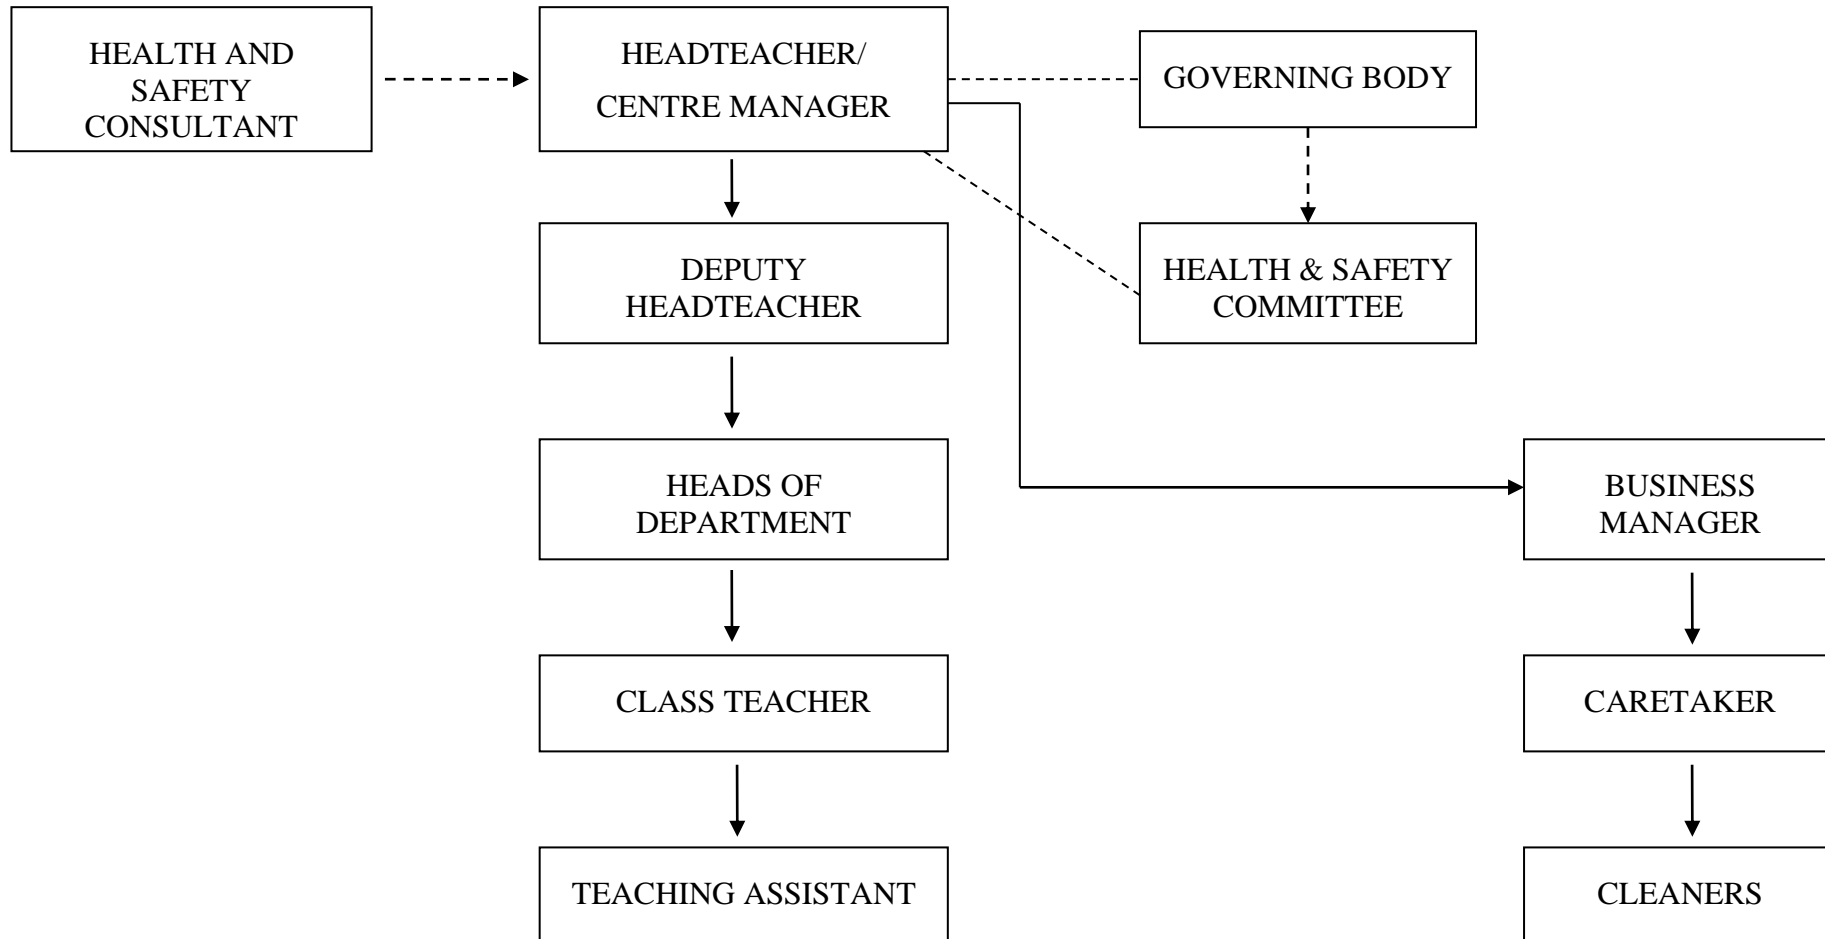 HEALTH AND
SAFETY
CONSULTANT
HEADTEACHER/
CENTRE MANAGER
GOVERNING BODY
DEPUTY
HEADTEACHER
HEALTH & SAFETY
COMMITTEE
HEADS OF
DEPARTMENT
BUSINESS
MANAGER
CLASS TEACHER
CARETAKER
TEACHING ASSISTANT
CLEANERS